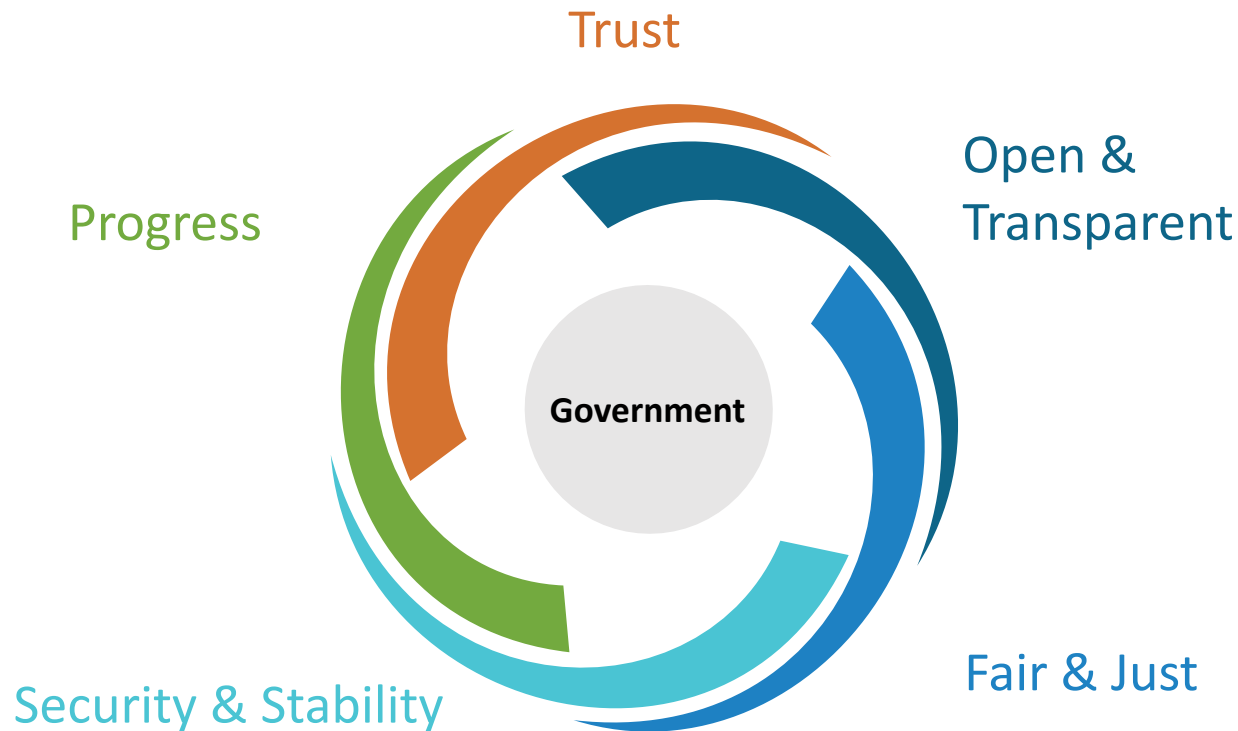 Trust
Open &
Transparent
Progress
Government
Fair & Just
Security & Stability